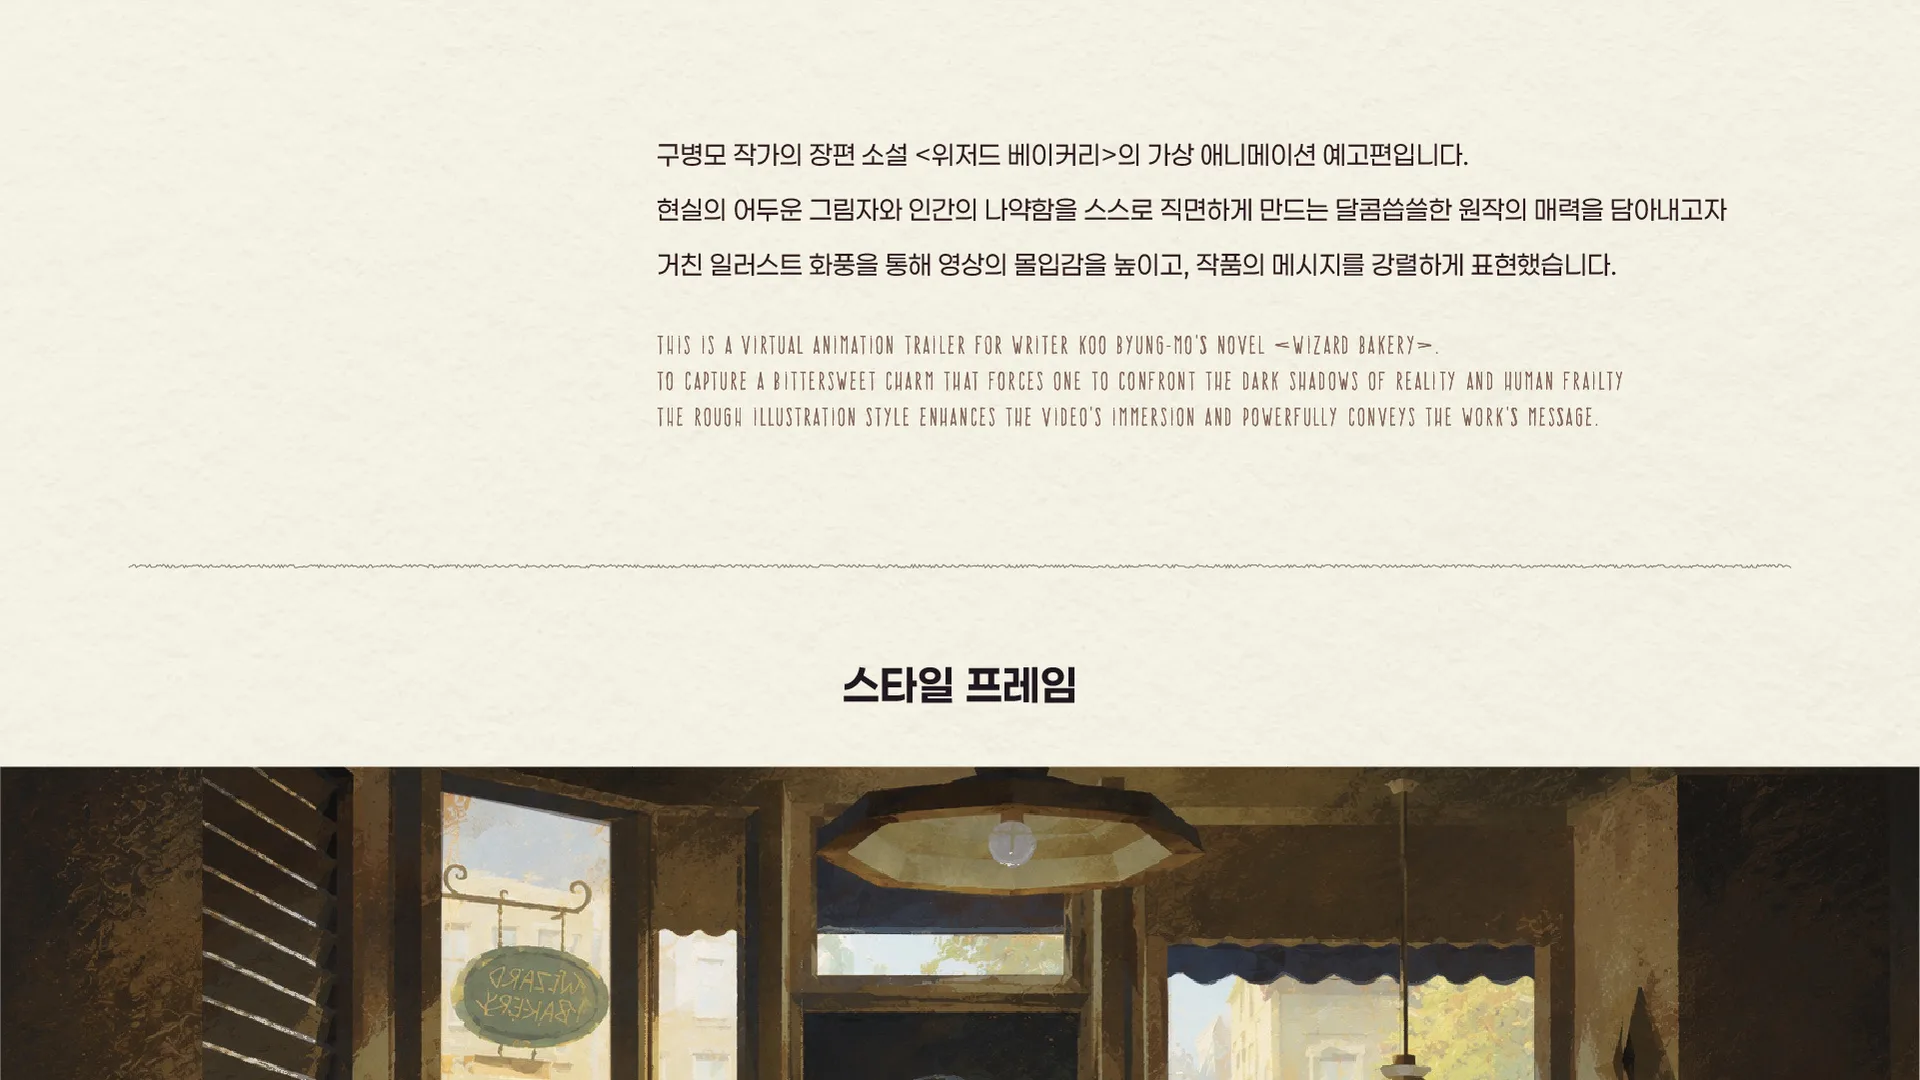 구병모 작가의 장편 소설 <위저드 베이커리>의 가상 애니메이션 예고편입니다.
현실의 어두운 그림자와 인간의 나약함을 스스로 직면하게 만드는 달콤씁쓸한 원작의 매력을 담아내고자
거친 일러스트 화풍을 통해 영상의 몰입감을 높이고, 작품의 메시지를 강렬하게 표현했습니다.
THIS IS A VIRTUAL ANIMATION TRAILER FOR WRITER KOO BYUNG-MO'S NOVEL <WIZARD BAKERY>.
TO CAPTURE A BITTERSWEET CHARM THAT FORCES ONE TO CONFRONT THE DARK SHADOWS OF REALITY AND HUMAN FRAILTY
THE ROUGH ILLUSTRATION STYLE ENHANCES THE VIDEO'S IMMERSION AND POWERFULLY CONVEYS THE WORK'S MESSAGE.
스타일 프레임
WIZARD
BAKERY